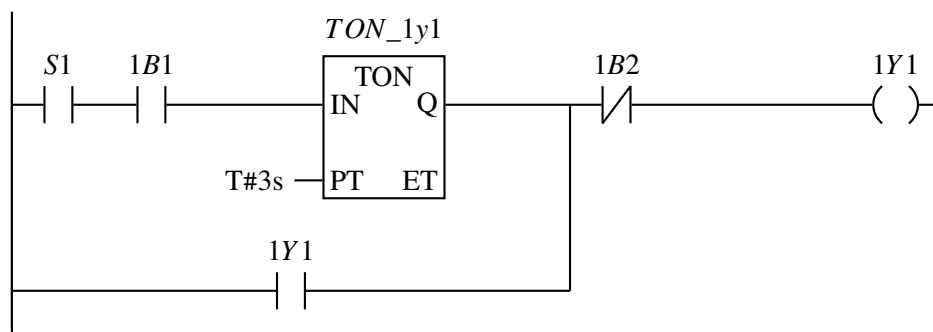 TON_1y1
S1 1B1 TON 1B2 1Y1
IN Q
T#3s PT ET
1Y1